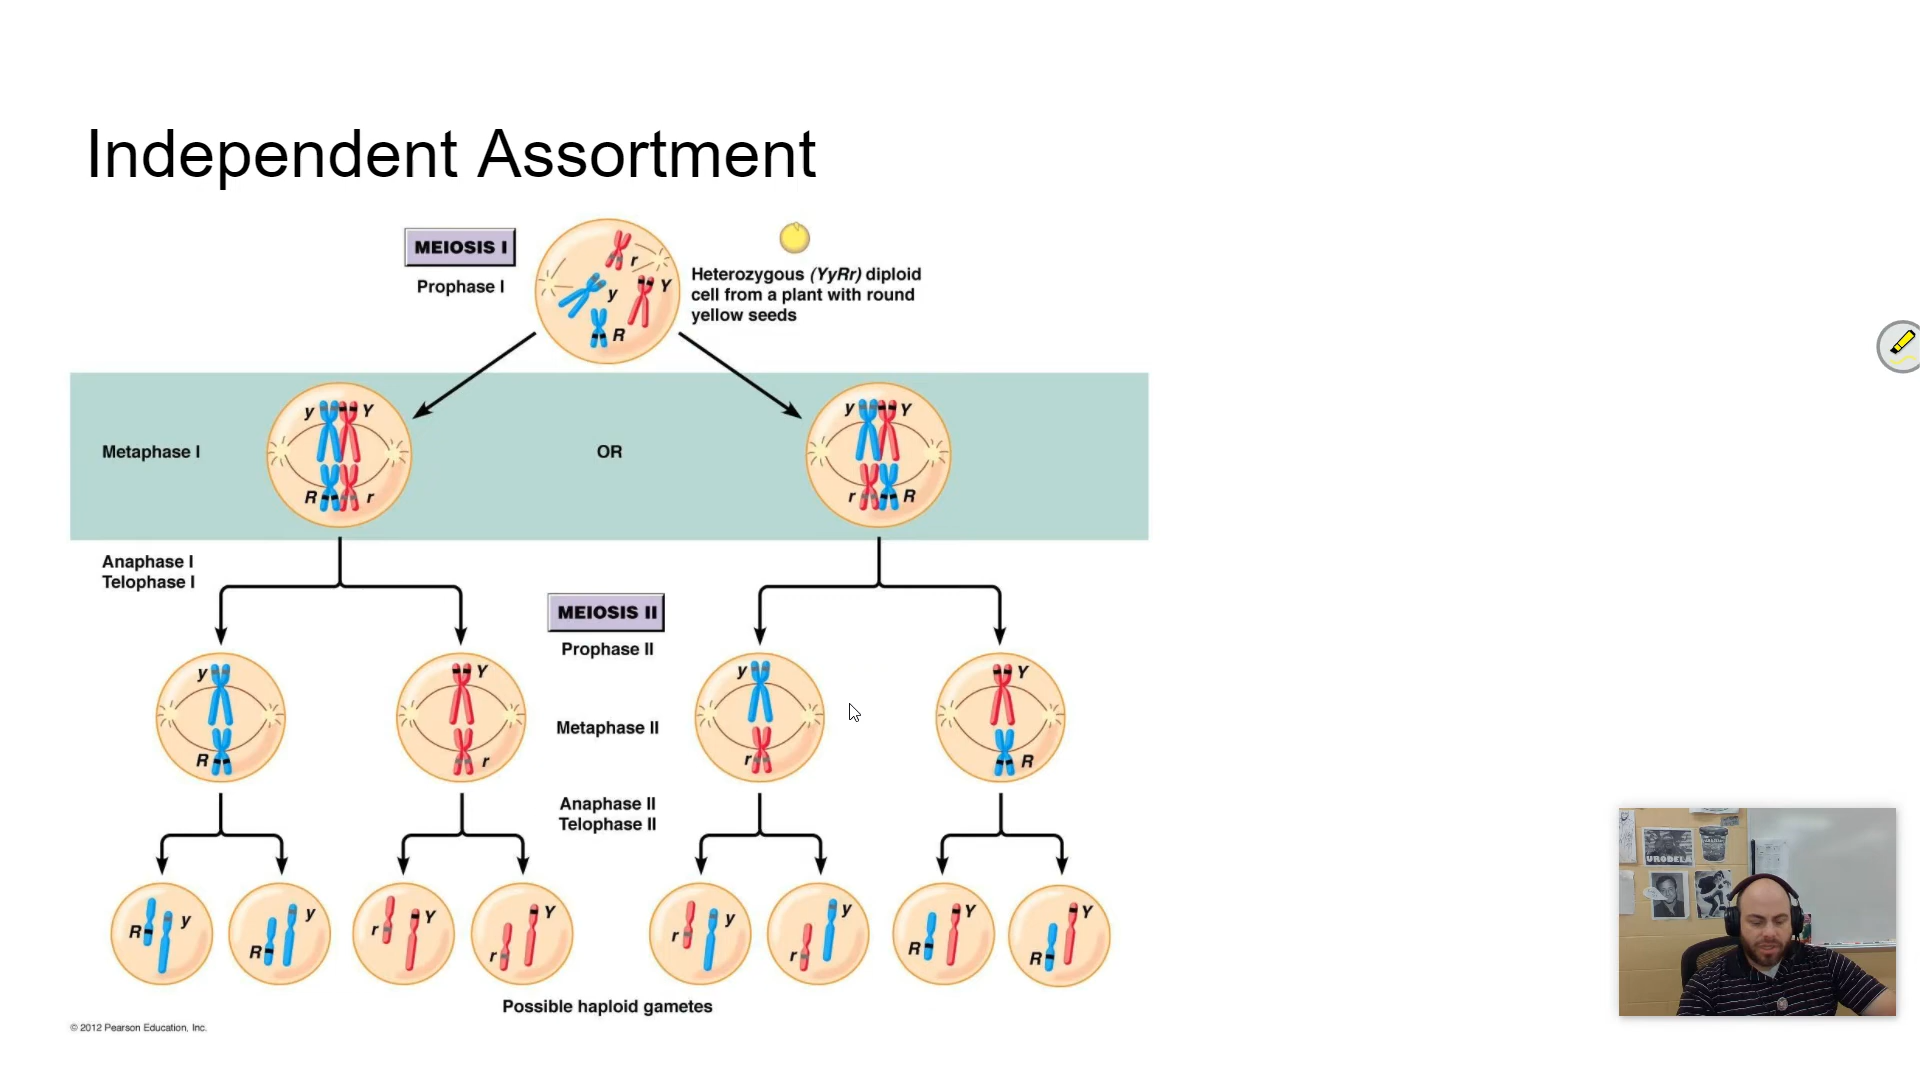 Independent Assortment
MEIOSIS I
Prophase I
r
y
Y
R
Heterozygous (YyRr) diploid
cell from a plant with round
yellow seeds
Metaphase I
y
Y
R
r
OR
y
Y
r
R
Anaphase I
Telophase I
MEIOSIS II
Prophase II
Metaphase II
y
R
Y
r
y
r
Y
R
Anaphase II
Telophase II
R
y
R
y
r
Y
r
Y
r
y
r
y
R
Y
R
Y
Possible haploid gametes
© 2012 Pearson Education, Inc.
URODELA